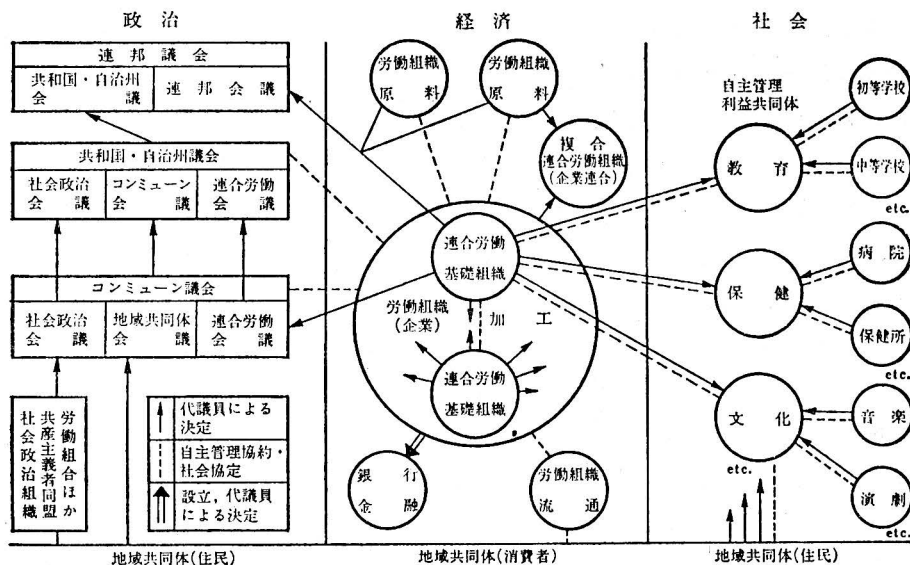 政治
連邦議会
共和国・自治州
会議
連邦会議
共和国・自治州議会
社会政治
会議
コンミューン
会議
連合労働
会議
コンミューン議会
社会政治
会議
地域共同体
会議
連合労働
会議
労働組合ほか
共産主義者同盟
社会政治組織
代議員による
決定
自主管理協約・
社会協定
設立,代議員
による決定
地域共同体(住民)
経済
労働組織
原料
労働組織
原料
複合
連合労働組織
(企業連合)
連合労働
基礎組織
労働組織
(企業)
加工
連合労働
基礎組織
銀行
金融
労働組織
流通
地域共同体(消費者)
社会
自主管理
利益共同体
初等学校
教育
中等学校
etc.
病院
保健
保健所
etc.
文化
音楽
etc.
演劇
etc.
地域共同体(住民)